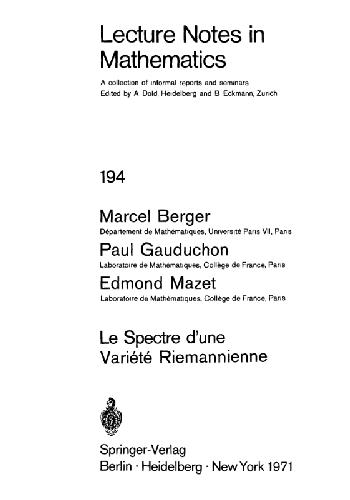 Lecture Notes in
Mathematics
A collection of informal reports and seminars
Edited by A. Dold, Heidelberg and B. Eckmann, Zürich
194
Marcel Berger
Département de Mathématiques, Université Paris VII, Paris
Paul Gauduchon
Laboratoire de Mathématiques, Collège de France, Paris
Edmond Mazet
Laboratoire de Mathématiques, Collège de France, Paris
Le Spectre d'une
Variété Riemannienne
Springer-Verlag
Berlin · Heidelberg · New York 1971